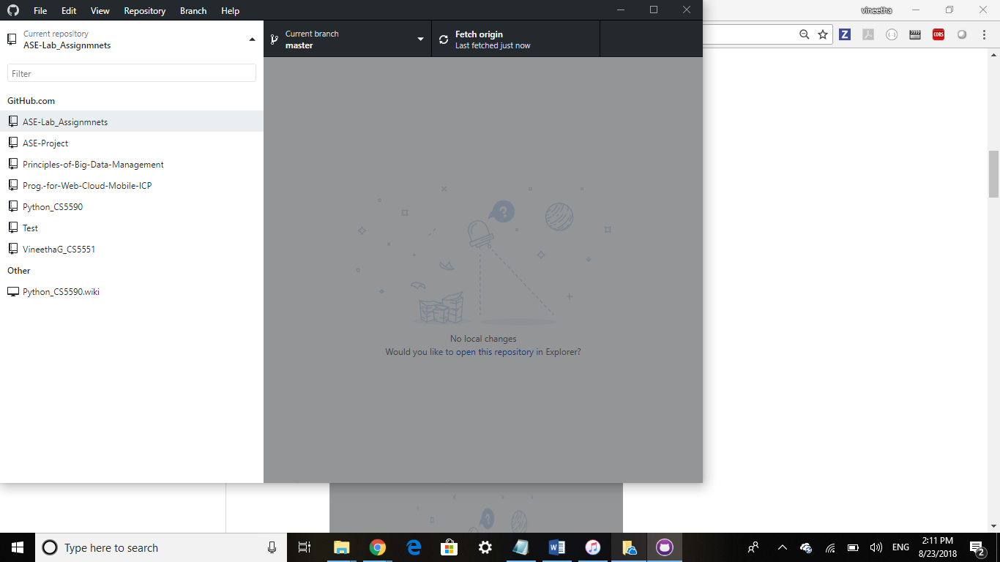 File Edit View Repository Branch Help
vineetha
Current repository
ASE-Lab_Assignmnets
Current branch
master
Fetch origin
Last fetched just now
Z
COBS
Filter
GitHub.com
ASE-Lab_Assignmnets
ASE-Project
Principles-of-Big-Data-Management
Prog.-for-Web-Cloud-Mobile-ICP
Python_CS5590
Test
VineethaG_CS5551
Other
Python_CS5590.wiki
?
No local changes
Would you like to open this repository in Explorer?
?
Type here to search
ENG
2:11 PM
8/23/2018
2